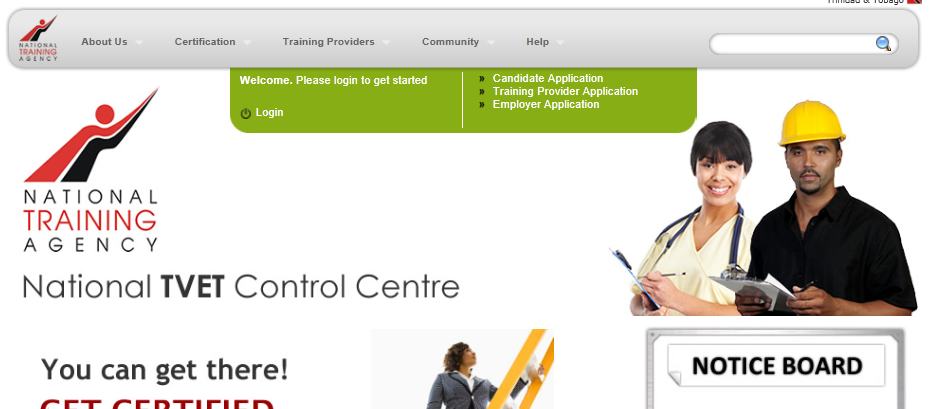 Trinidad & Tobago
About Us
Certification
Training Providers
Community
Help
NATIONAL
TRAINING
AGENCY
Welcome. Please login to get started
Login
» Candidate Application
» Training Provider Application
» Employer Application
NATIONAL
TRAINING
AGENCY
National TVET Control Centre
You can get there!
GET CERTIFIED
NOTICE BOARD